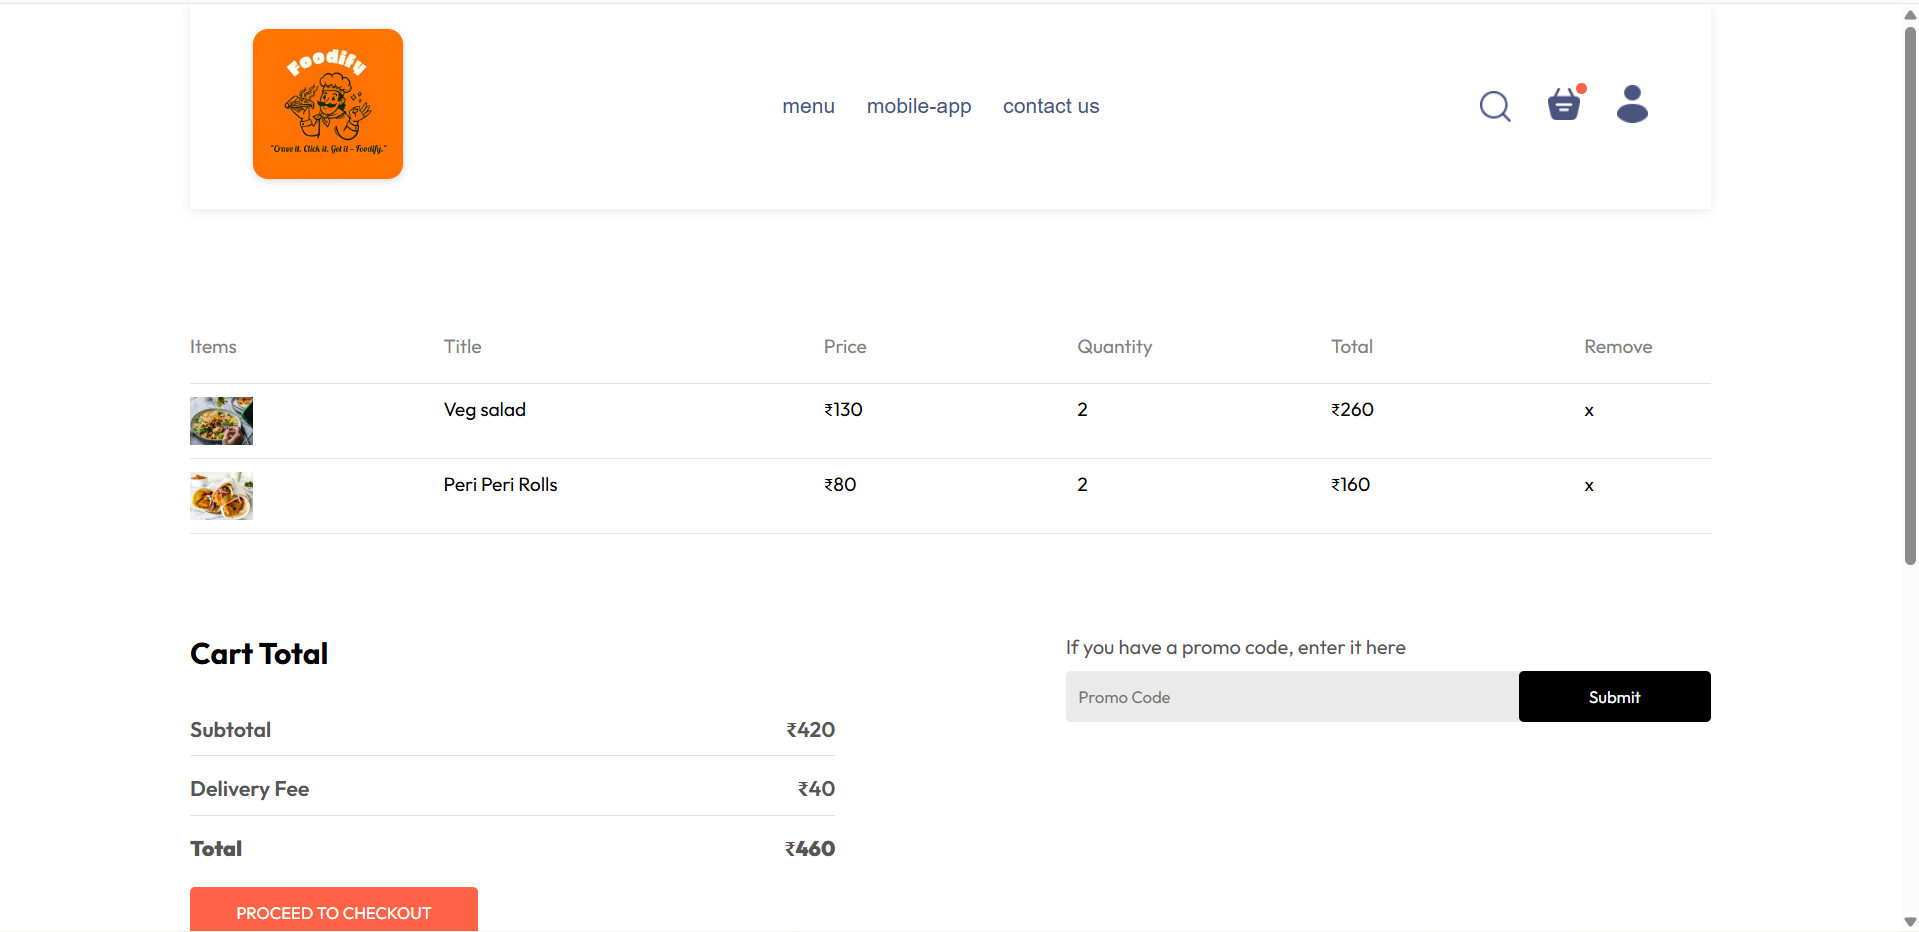 Foodify
"Crave it. Click it. Get it – Foodify."
menu mobile-app contact us
Items Title Price Quantity Total Remove
Veg salad ₹130 2 ₹260 x
Peri Peri Rolls ₹80 2 ₹160 x
Cart Total
If you have a promo code, enter it here
Promo Code Submit
Subtotal ₹420
Delivery Fee ₹40
Total ₹460
PROCEED TO CHECKOUT